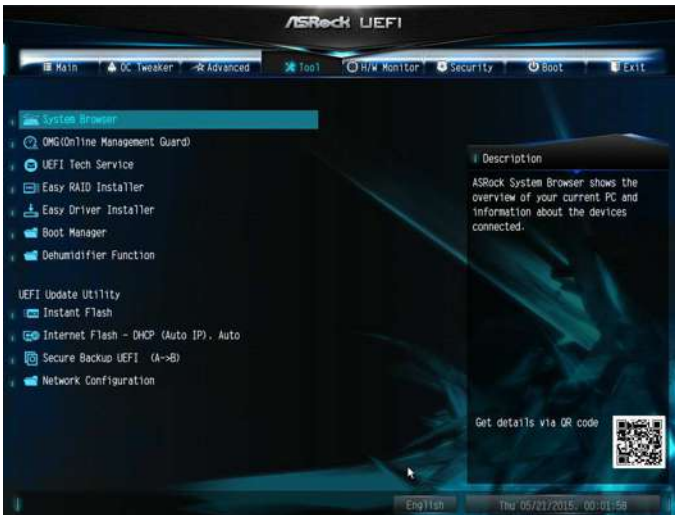 ASRock UEFI
Main OC Tweaker Advanced Tool H/W Monitor Security Boot Exit
System Browser
OMG(Online Management Guard)
UEFI Tech Service
Easy RAID Installer
Easy Driver Installer
Boot Manager
Dehumidifier Function
UEFI Update Utility
Instant Flash
Internet Flash - DHCP (Auto IP). Auto
Secure Backup UEFI (A->B)
Network Configuration
Description
ASRock System Browser shows the
overview of your current PC and
information about the devices
connected.
Get details via QR code
English
Thu 05/21/2015. 00:01:58